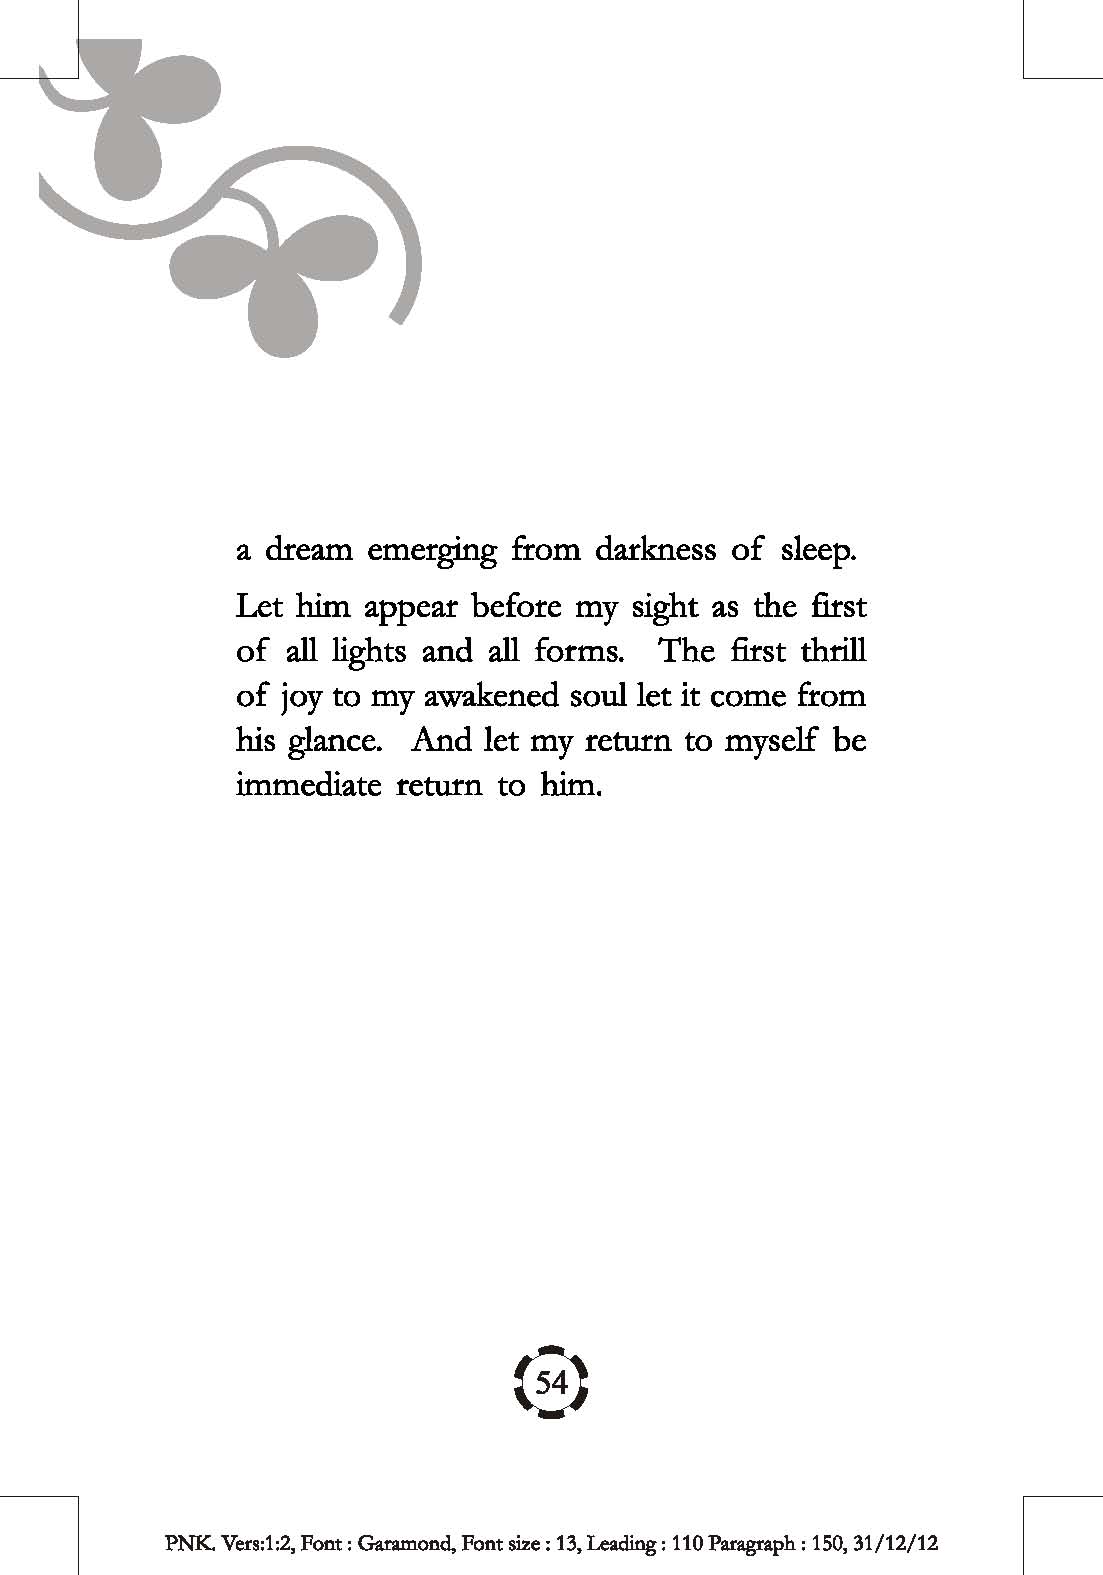 a dream emerging from darkness of sleep.
Let him appear before my sight as the first
of all lights and all forms. The first thrill
of joy to my awakened soul let it come from
his glance. And let my return to myself be
immediate return to him.
54
PNK. Vers:1:2, Font : Garamond, Font size : 13, Leading : 110 Paragraph : 150, 31/12/12